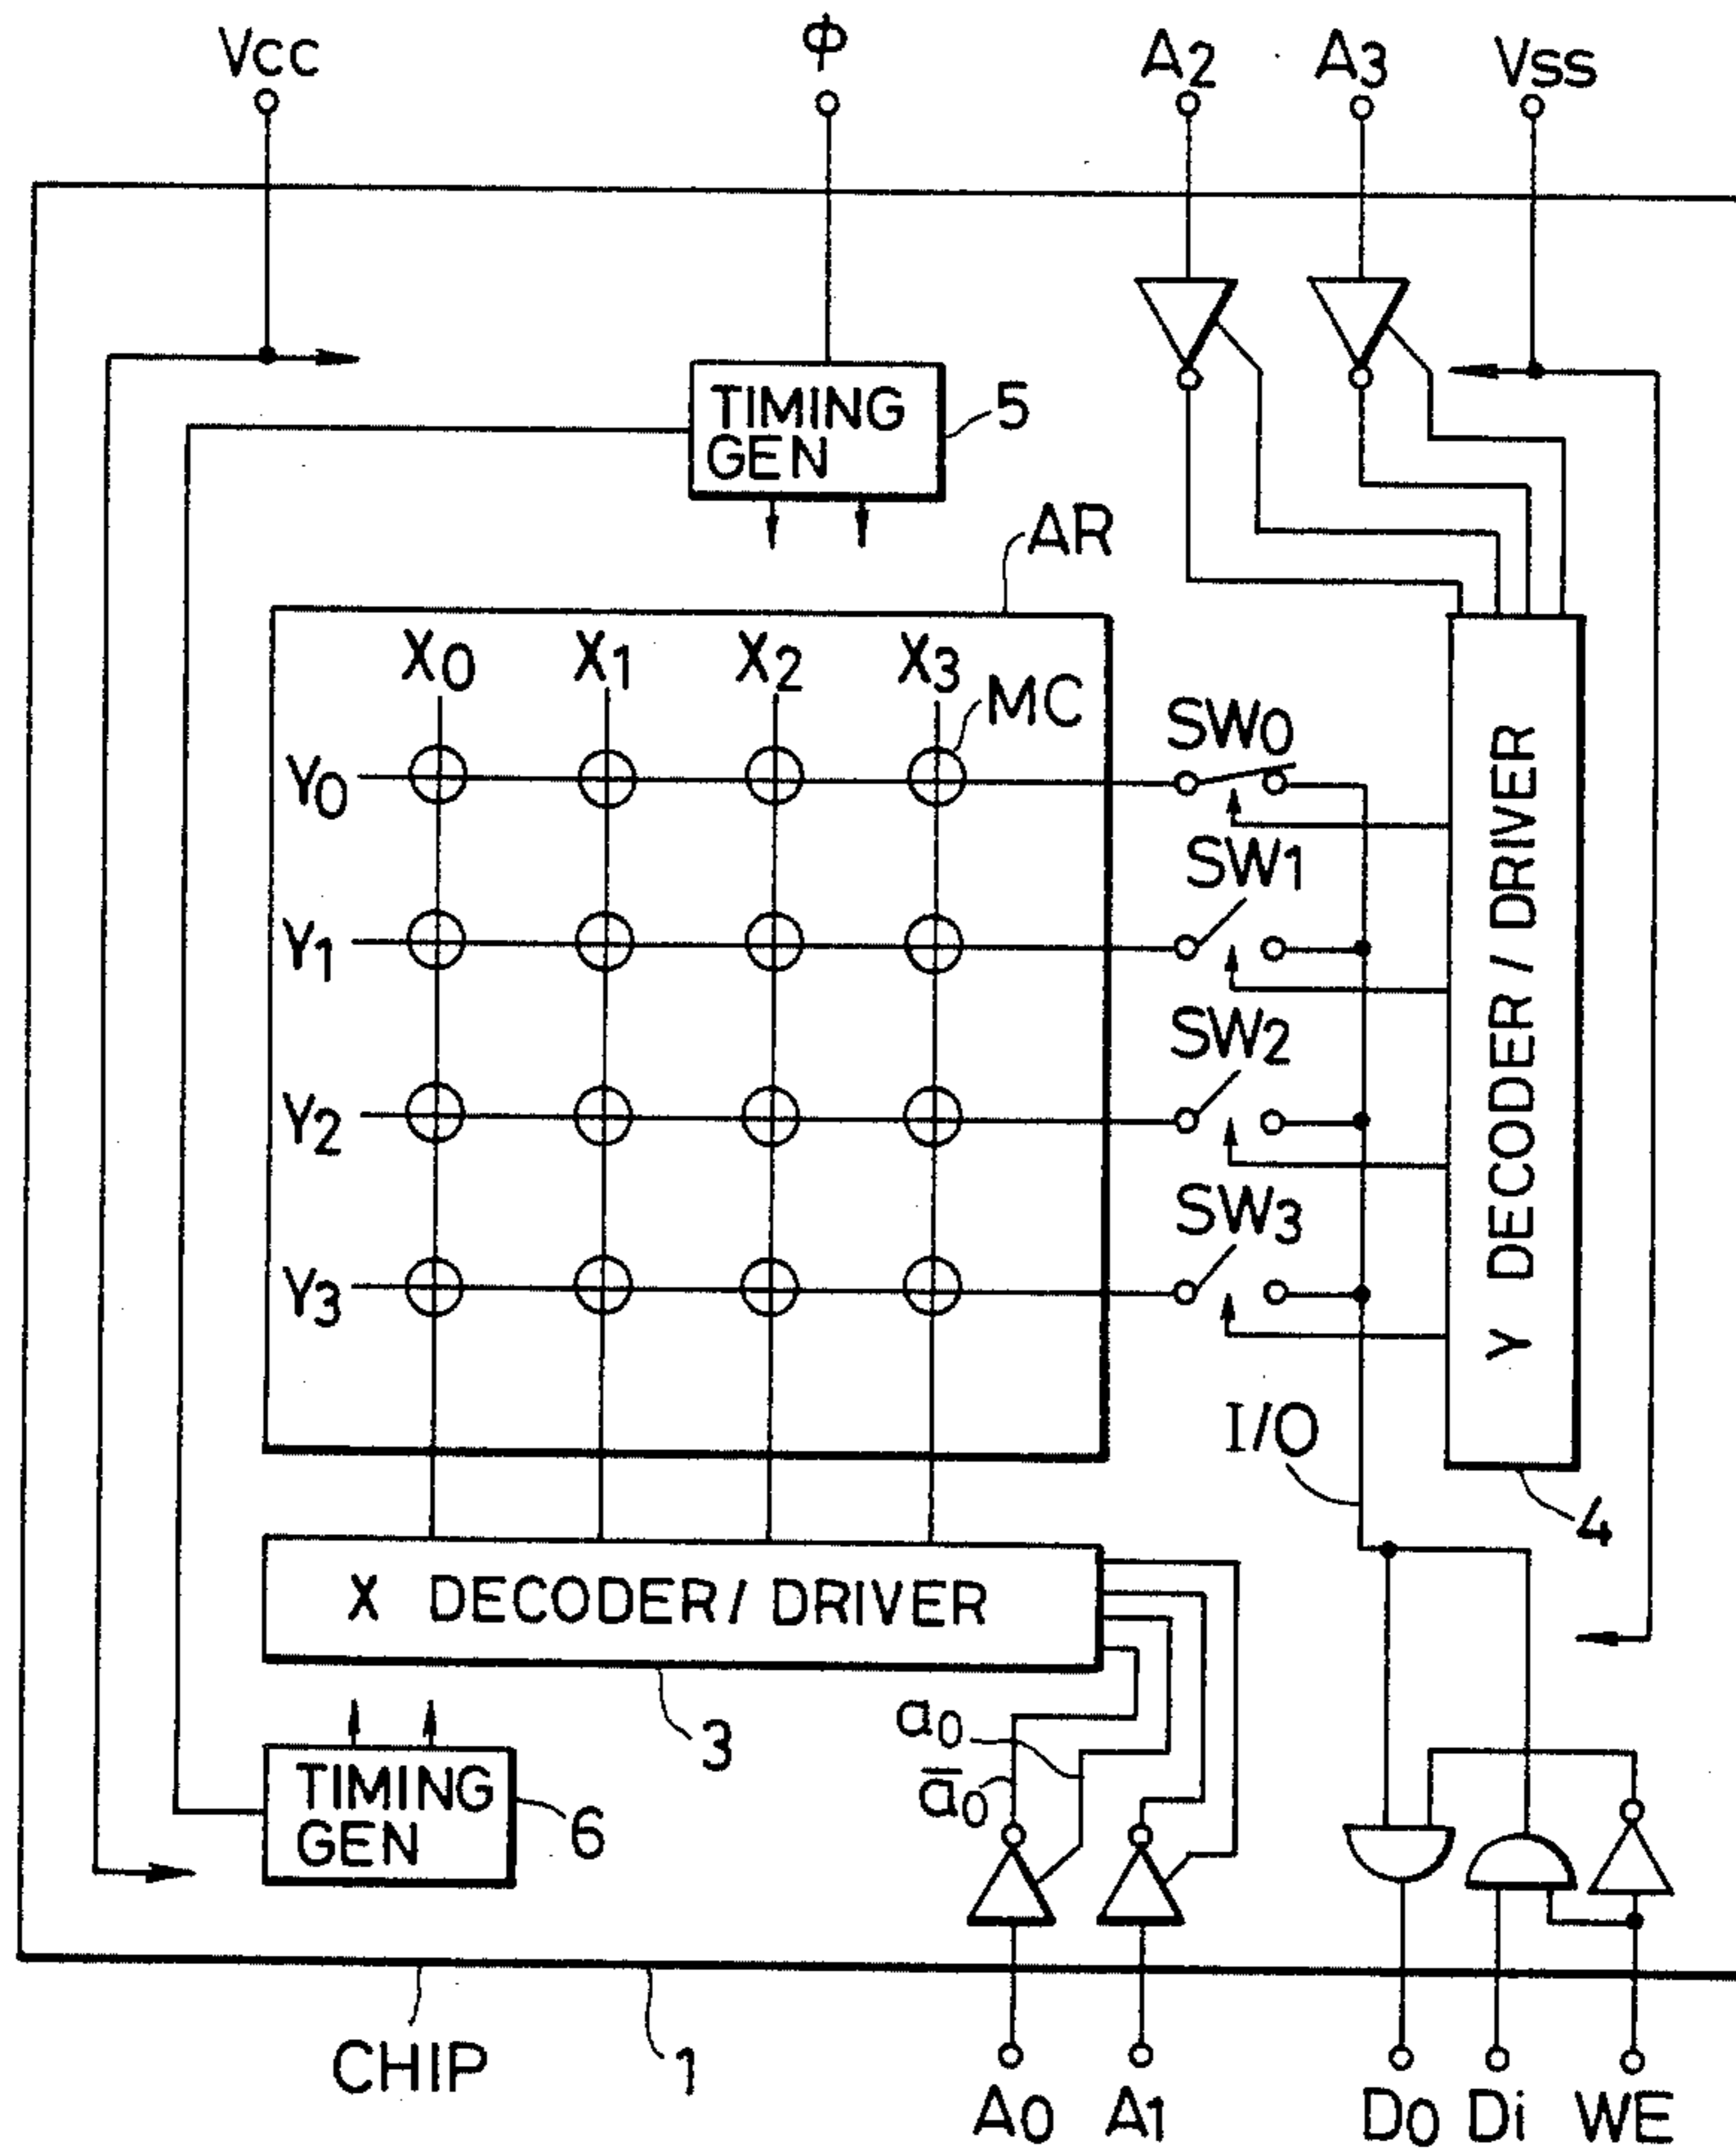 Vcc
Φ
A2
A3
Vss
TIMING
GEN
5
AR
X0
X1
X2
X3
MC
SW0
Y0
SW1
Y1
SW2
Y2
SW3
Y3
Y DECODER / DRIVER
I/O
4
X DECODER / DRIVER
3
a0
a̅0
TIMING
GEN
6
CHIP
1
A0
A1
D0
Di
WE